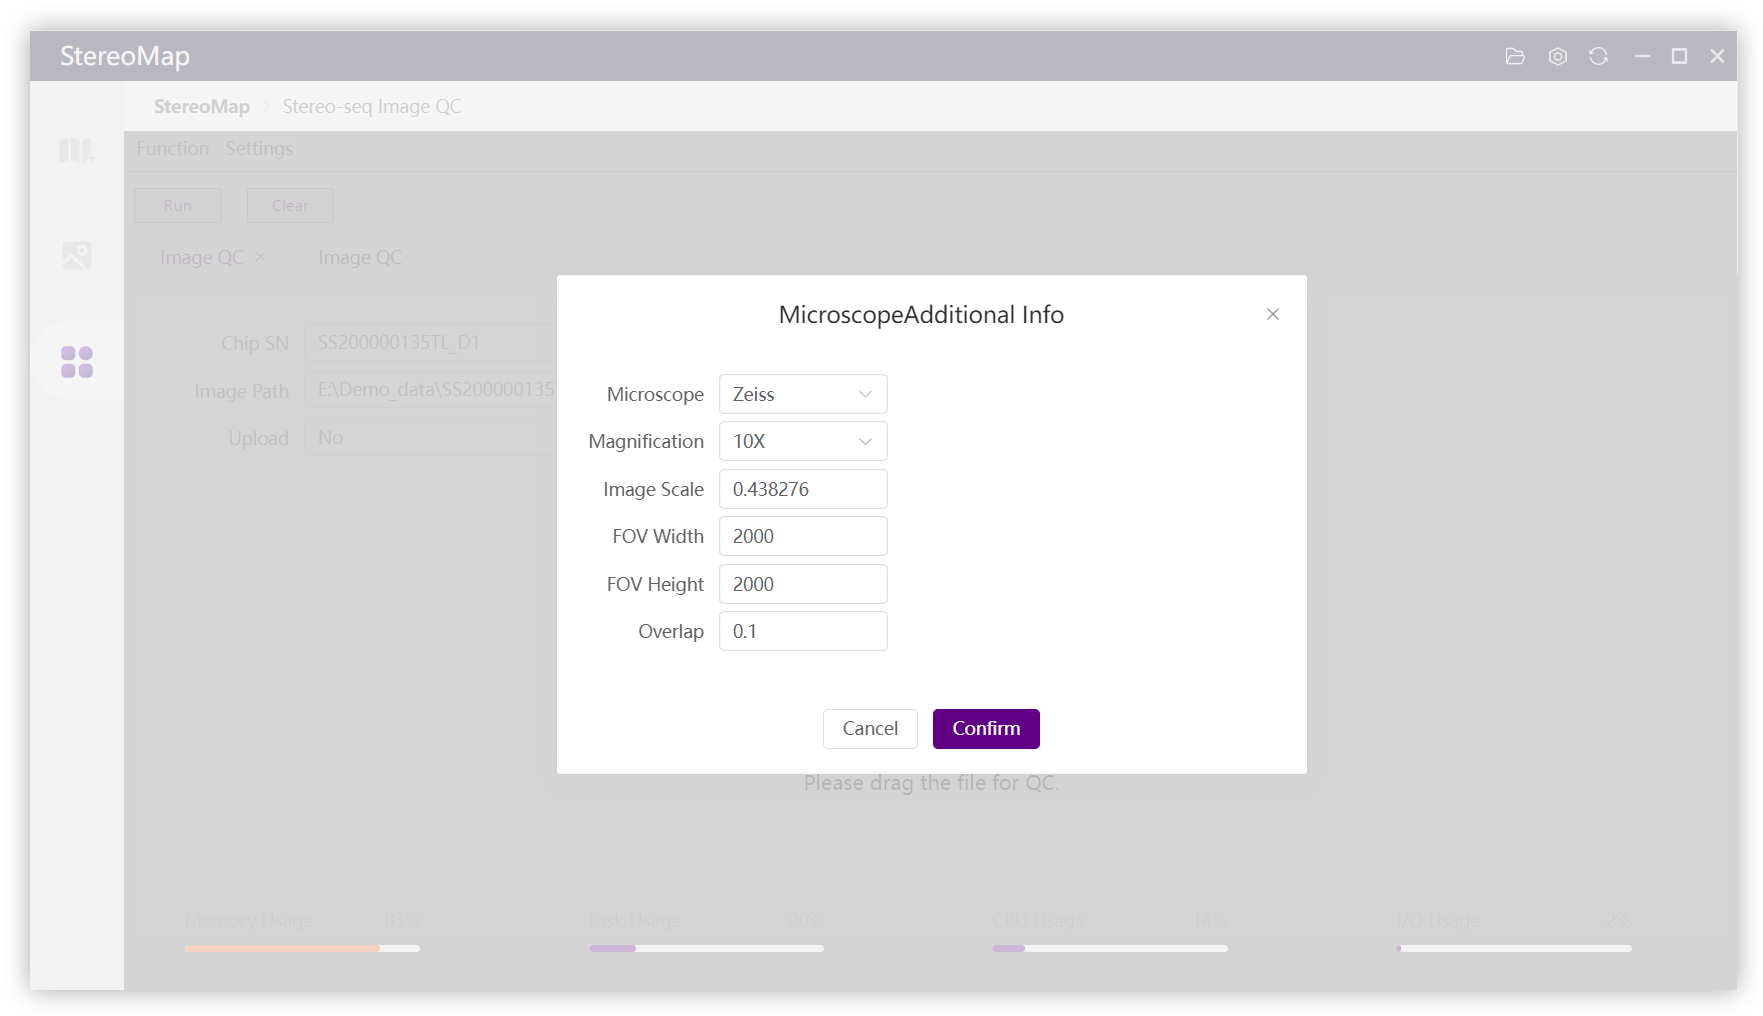 StereoMap
StereoMap > Stereo-seq Image QC
Function Settings
Run Clear
Image QC × Image QC
MicroscopeAdditional Info
Chip SN SS200000135TL_D1
Image Path E:\Demo_data\SS200000135
Upload No
Microscope Zeiss
Magnification 10X
Image Scale 0.438276
FOV Width 2000
FOV Height 2000
Overlap 0.1
Cancel Confirm
Please drag the file for QC.
Memory Usage 83% Disk Usage 20% CPU Usage 14% I/O Usage 2%